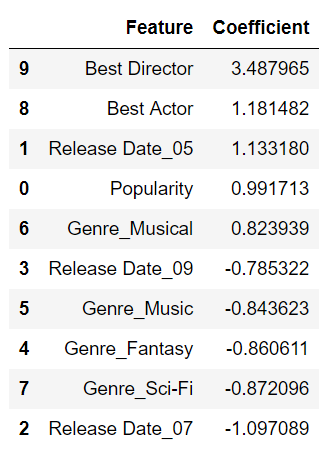 Feature Coefficient
9 Best Director 3.487965
8 Best Actor 1.181482
1 Release Date_05 1.133180
0 Popularity 0.991713
6 Genre_Musical 0.823939
3 Release Date_09 -0.785322
5 Genre_Music -0.843623
4 Genre_Fantasy -0.860611
7 Genre_Sci-Fi -0.872096
2 Release Date_07 -1.097089